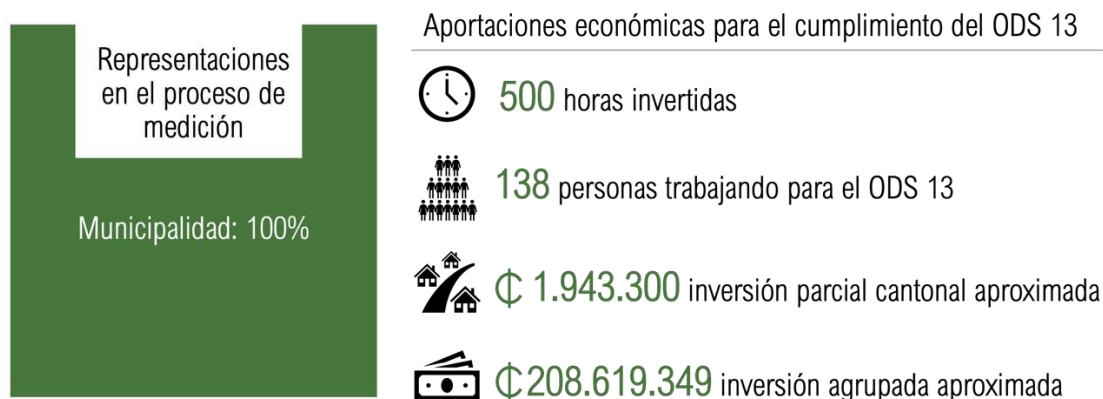 Representaciones
en el proceso de
medición
Municipalidad: 100%
Aportaciones económicas para el cumplimiento del ODS 13
500 horas invertidas
138 personas trabajando para el ODS 13
₵ 1.943.300 inversión parcial cantonal aproximada
₵208.619.349 inversión agrupada aproximada